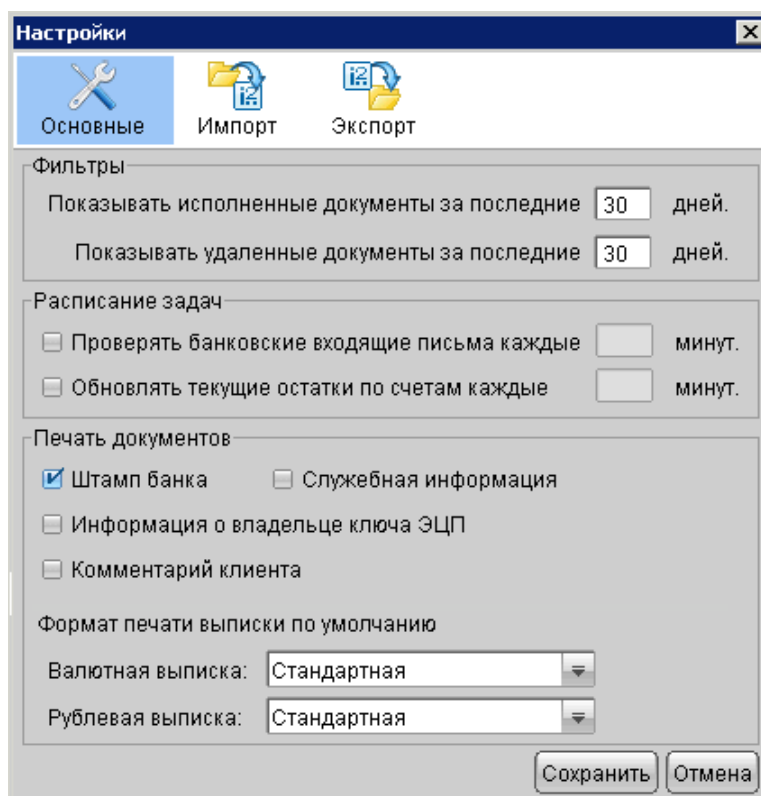 Настройки
Основные Импорт Экспорт
Фильтры
Показывать исполненные документы за последние 30 дней.
Показывать удаленные документы за последние 30 дней.
Расписание задач
Проверять банковские входящие письма каждые минут.
Обновлять текущие остатки по счетам каждые минут.
Печать документов
Штамп банка Служебная информация
Информация о владельце ключа ЭЦП
Комментарий клиента
Формат печати выписки по умолчанию
Валютная выписка: Стандартная
Рублевая выписка: Стандартная
Сохранить Отмена